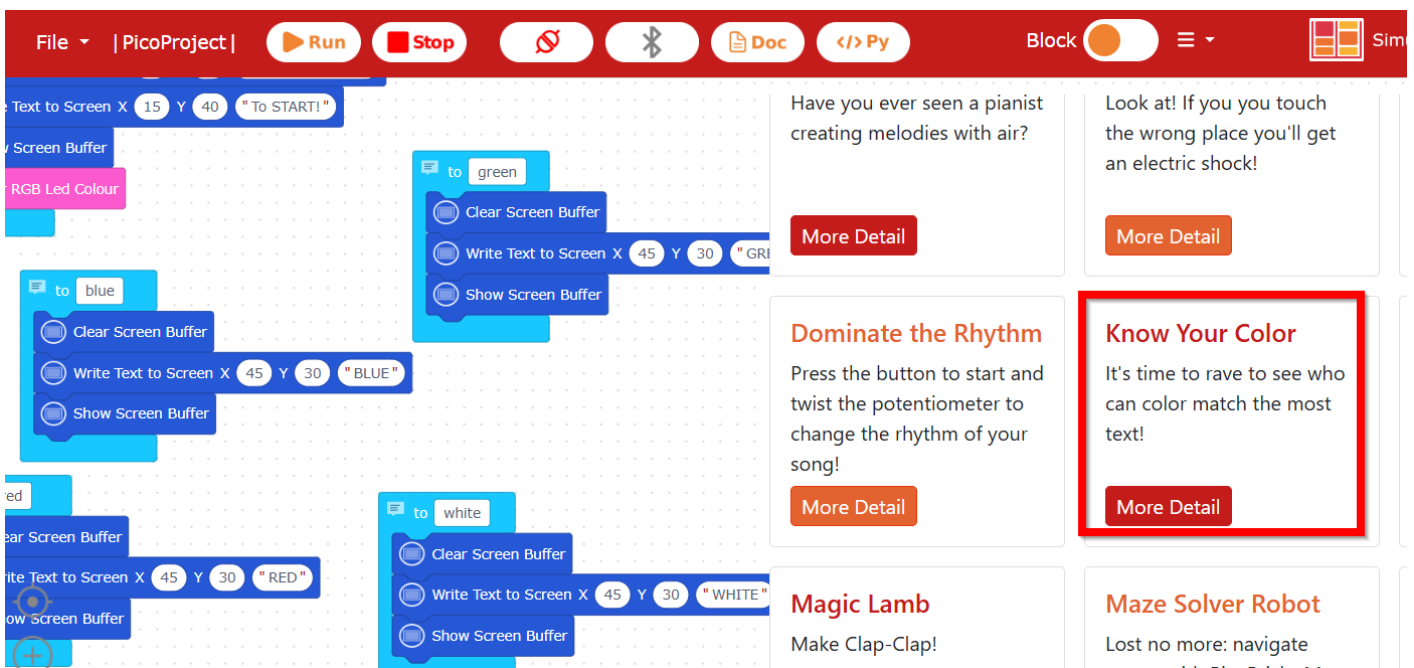 File |PicoProject| Run Stop Doc </> Py Block
Text to Screen X 15 Y 40 "To START!"
Screen Buffer
RGB Led Colour
to green
Clear Screen Buffer
Write Text to Screen X 45 Y 30
Show Screen Buffer
to blue
Clear Screen Buffer
Write Text to Screen X 45 Y 30 "BLUE"
Show Screen Buffer
Screen Buffer
Text to Screen X 45 Y 30 "RED"
Screen Buffer
to white
Clear Screen Buffer
Write Text to Screen X 45 Y 30 "WHITE"
Show Screen Buffer
Have you ever seen a pianist
creating melodies with air?
More Detail
Look at! If you you touch
the wrong place you'll get
an electric shock!
More Detail
Dominate the Rhythm
Press the button to start and
twist the potentiometer to
change the rhythm of your
song!
More Detail
Know Your Color
It's time to rave to see who
can color match the most
text!
More Detail
Magic Lamb
Make Clap-Clap!
Maze Solver Robot
Lost no more: navigate